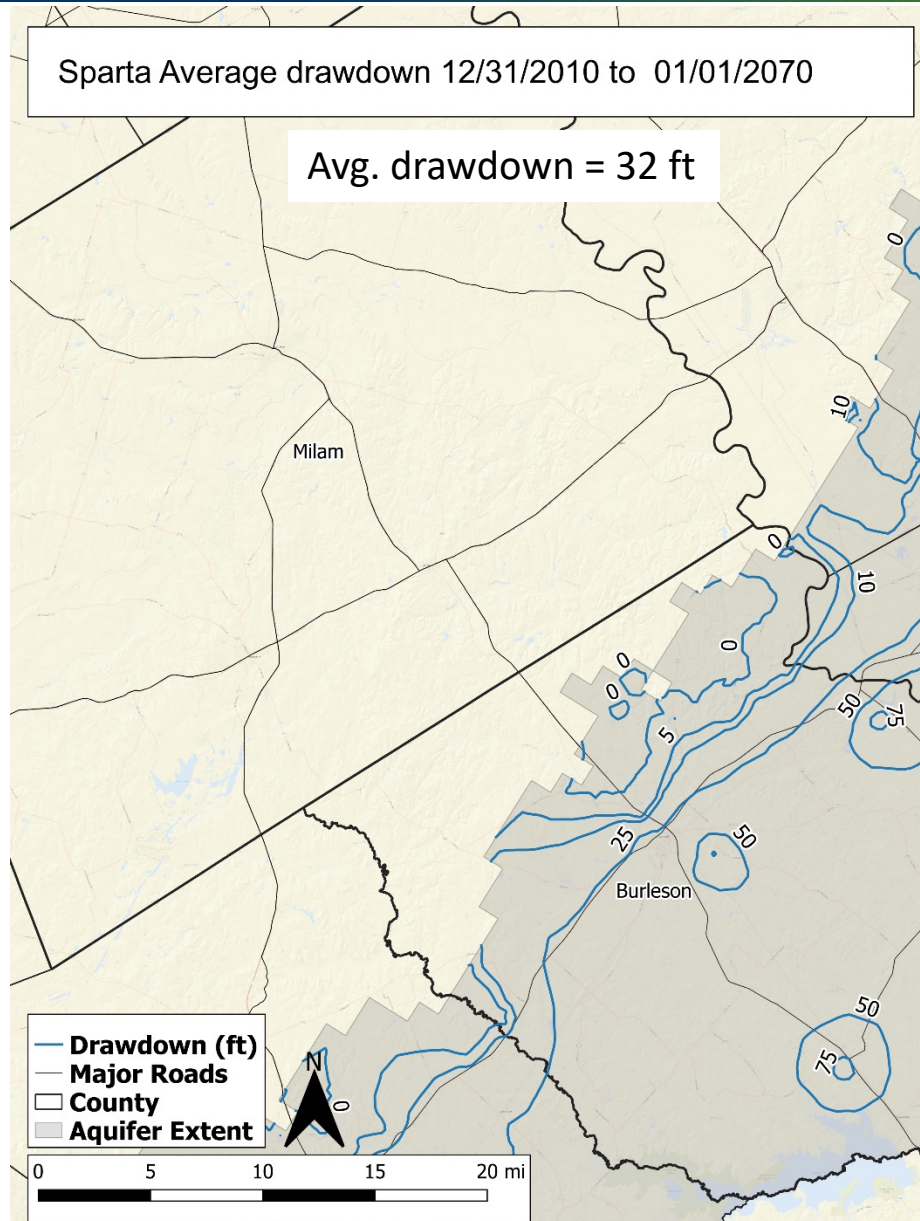 Sparta Average drawdown 12/31/2010 to 01/01/2070
Avg. drawdown = 32 ft
0
10
Milam
0
10
0
0
0
50
75
5
25
50
Burleson
50
75
Drawdown (ft)
Major Roads
County
Aquifer Extent
N
0
0 5 10 15 20 mi